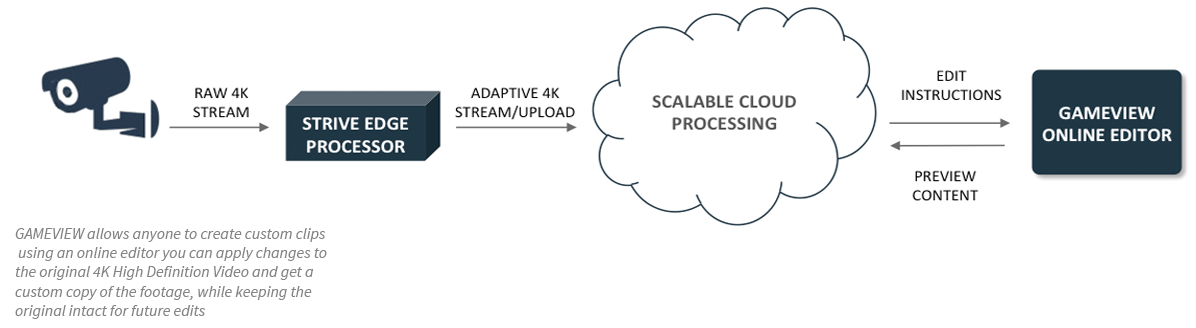 RAW 4K
STREAM
STRIVE EDGE
PROCESSOR
ADAPTIVE 4K
STREAM/UPLOAD
SCALABLE CLOUD
PROCESSING
EDIT
INSTRUCTIONS
PREVIEW
CONTENT
GAMEVIEW
ONLINE EDITOR
GAMEVIEW allows anyone to create custom clips
using an online editor you can apply changes to
the original 4K High Definition Video and get a
custom copy of the footage, while keeping the
original intact for future edits